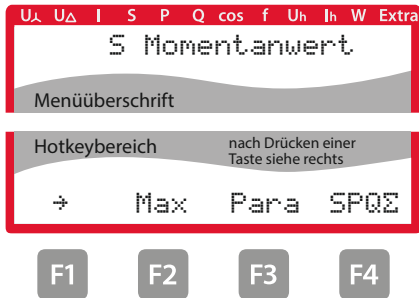 U⅄ U∆ I S P Q cos f Uh Ih W Extra
S Momentanwert
Menüüberschrift
Hotkeybereich
nach Drücken einer
Taste siehe rechts
→ Max Para SPQΣ
F1 F2 F3 F4